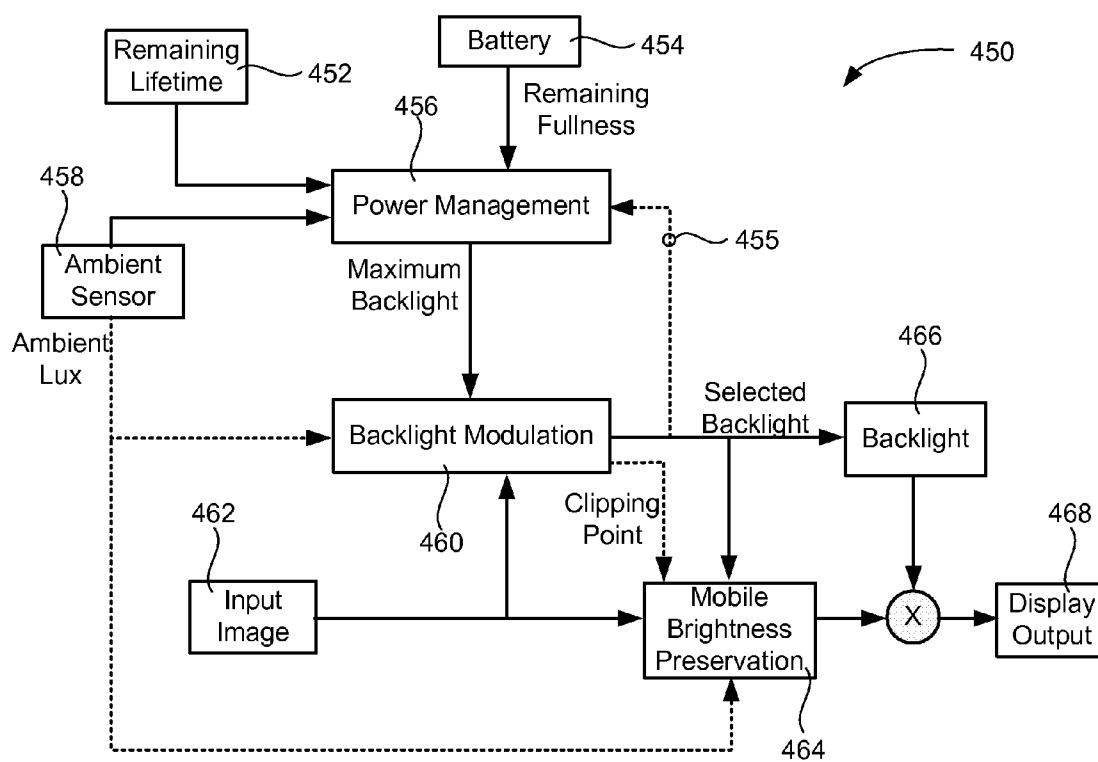 Remaining
Lifetime
452
Battery
454
450
Remaining
Fullness
456
458
Power Management
455
Ambient
Sensor
Maximum
Backlight
Ambient
Lux
466
Selected
Backlight
Backlight Modulation
Backlight
460
Clipping
Point
462
468
Input
Image
Mobile
Brightness
Preservation
X
Display
Output
464